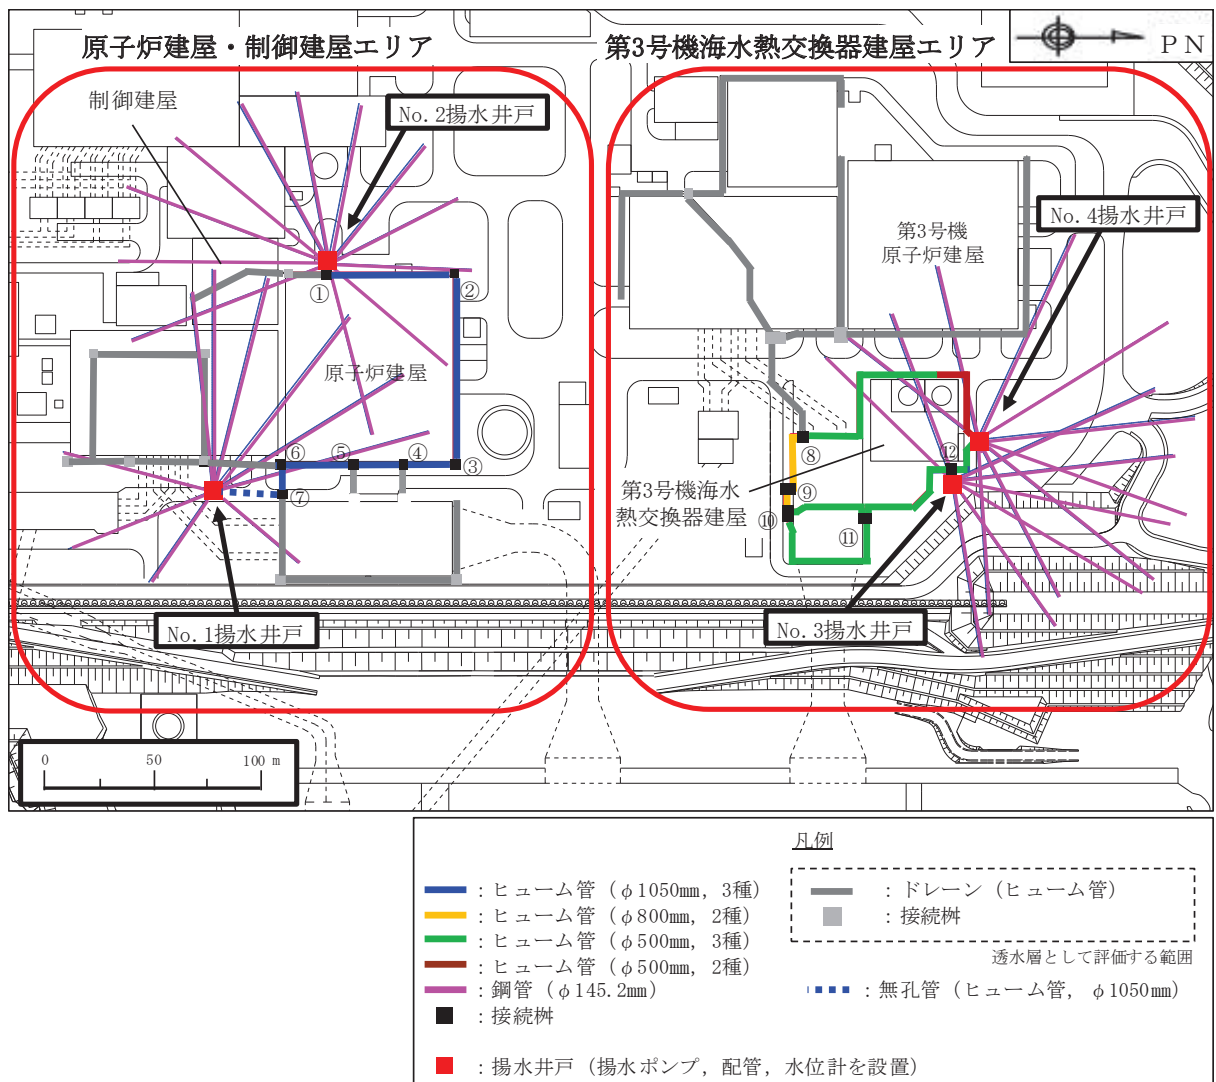 原子炉建屋・制御建屋エリア
第3号機海水熱交換器建屋エリア
PN
制御建屋
No.2揚水井戸
第3号機
原子炉建屋
No.4揚水井戸
①
②
原子炉建屋
⑥
⑤
④
③
⑦
⑧
⑫
第3号機海水
熱交換器建屋
⑨
⑩
⑪
No.1揚水井戸
No.3揚水井戸
0 50 100 m
凡例
：ヒューム管（φ1050mm，3種）
：ヒューム管（φ800mm，2種）
：ヒューム管（φ500mm，3種）
：ヒューム管（φ500mm，2種）
：鋼管（φ145.2mm）
：接続桝
：揚水井戸（揚水ポンプ，配管，水位計を設置）
：ドレーン（ヒューム管）
：接続桝
透水層として評価する範囲
：無孔管（ヒューム管，φ1050mm）